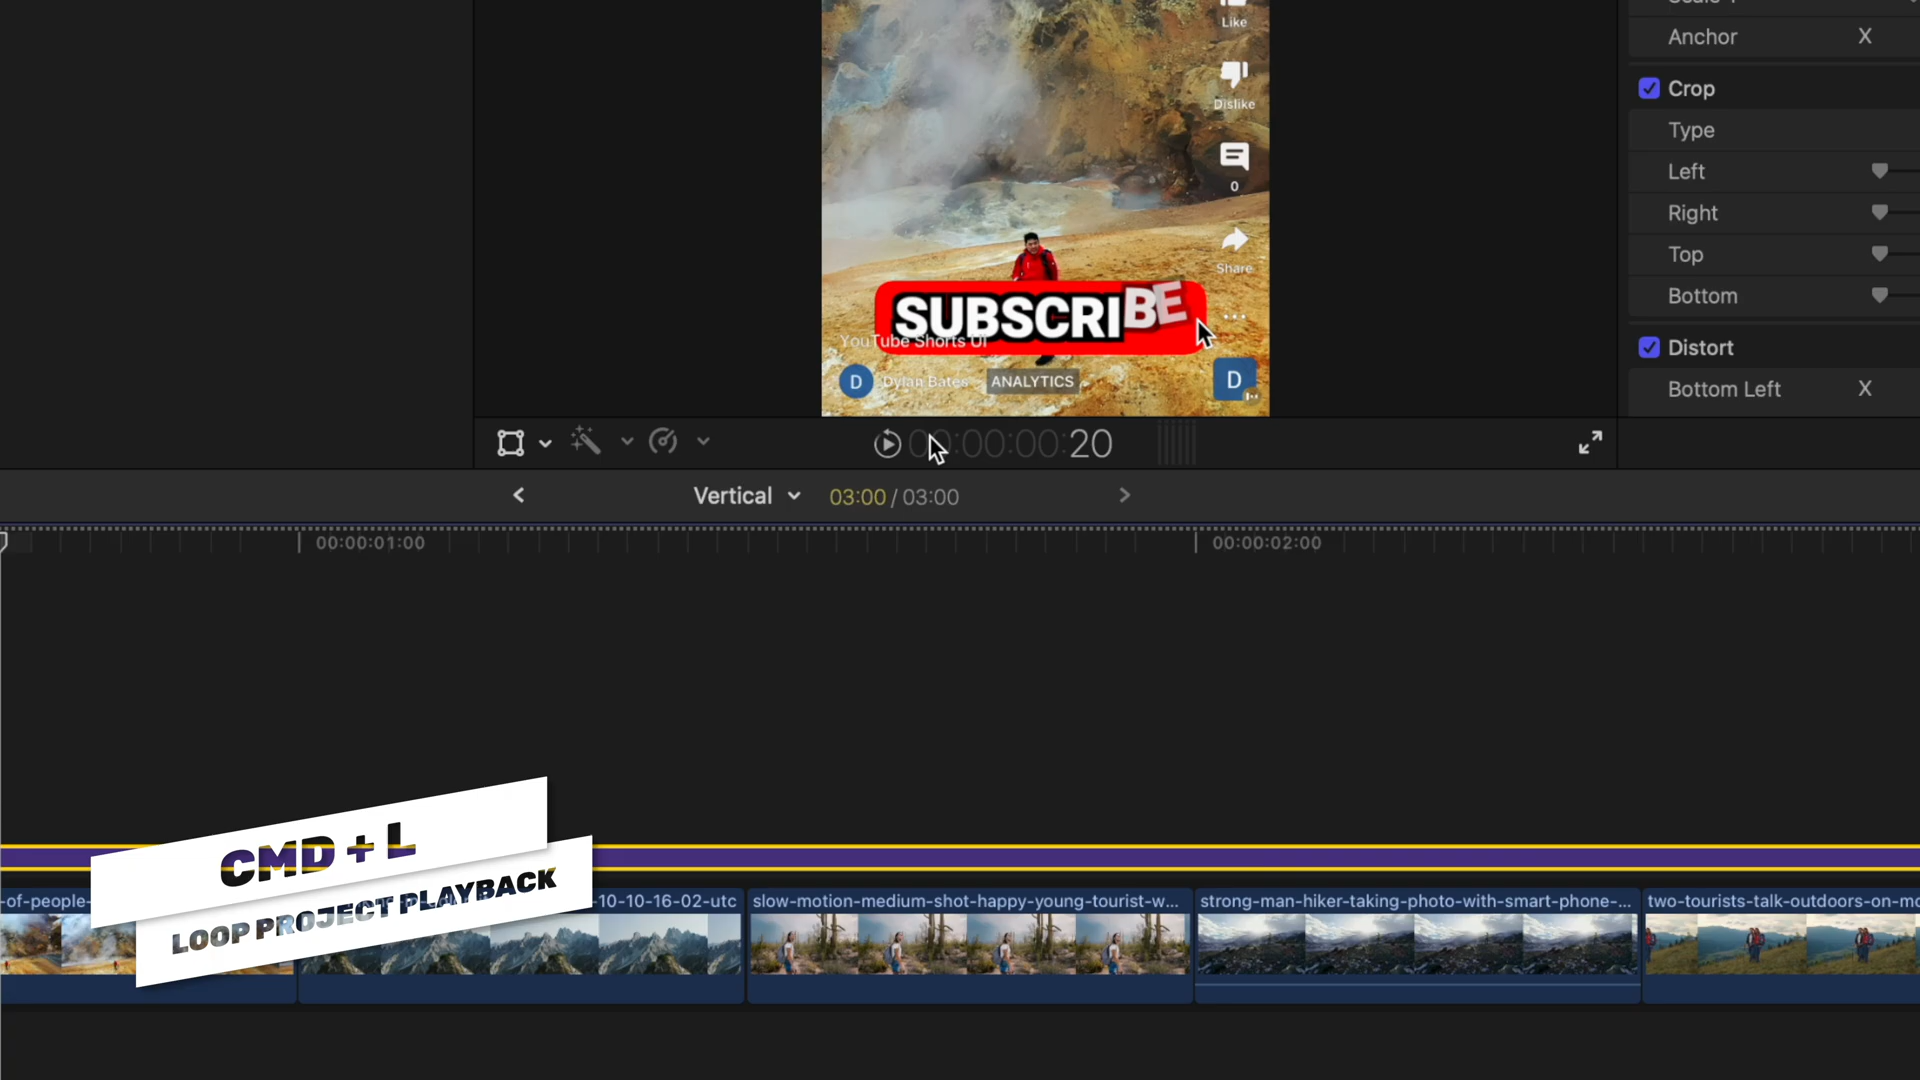 Like
Anchor
X
Crop
Dislike
Type
Left
0
Right
Top
Share
Bottom
SUBSCRIBE
YouTube Shorts UI
Distort
D
Dylan Bates
ANALYTICS
D
Bottom Left
X
00:00:00:20
Vertical
03:00 / 03:00
00:00:01:00
00:00:02:00
CMD + L
LOOP PROJECT PLAYBACK
-of-people-
-10-10-16-02-utc
slow-motion-medium-shot-happy-young-tourist-w...
strong-man-hiker-taking-photo-with-smart-phone-...
two-tourists-talk-outdoors-on-mo